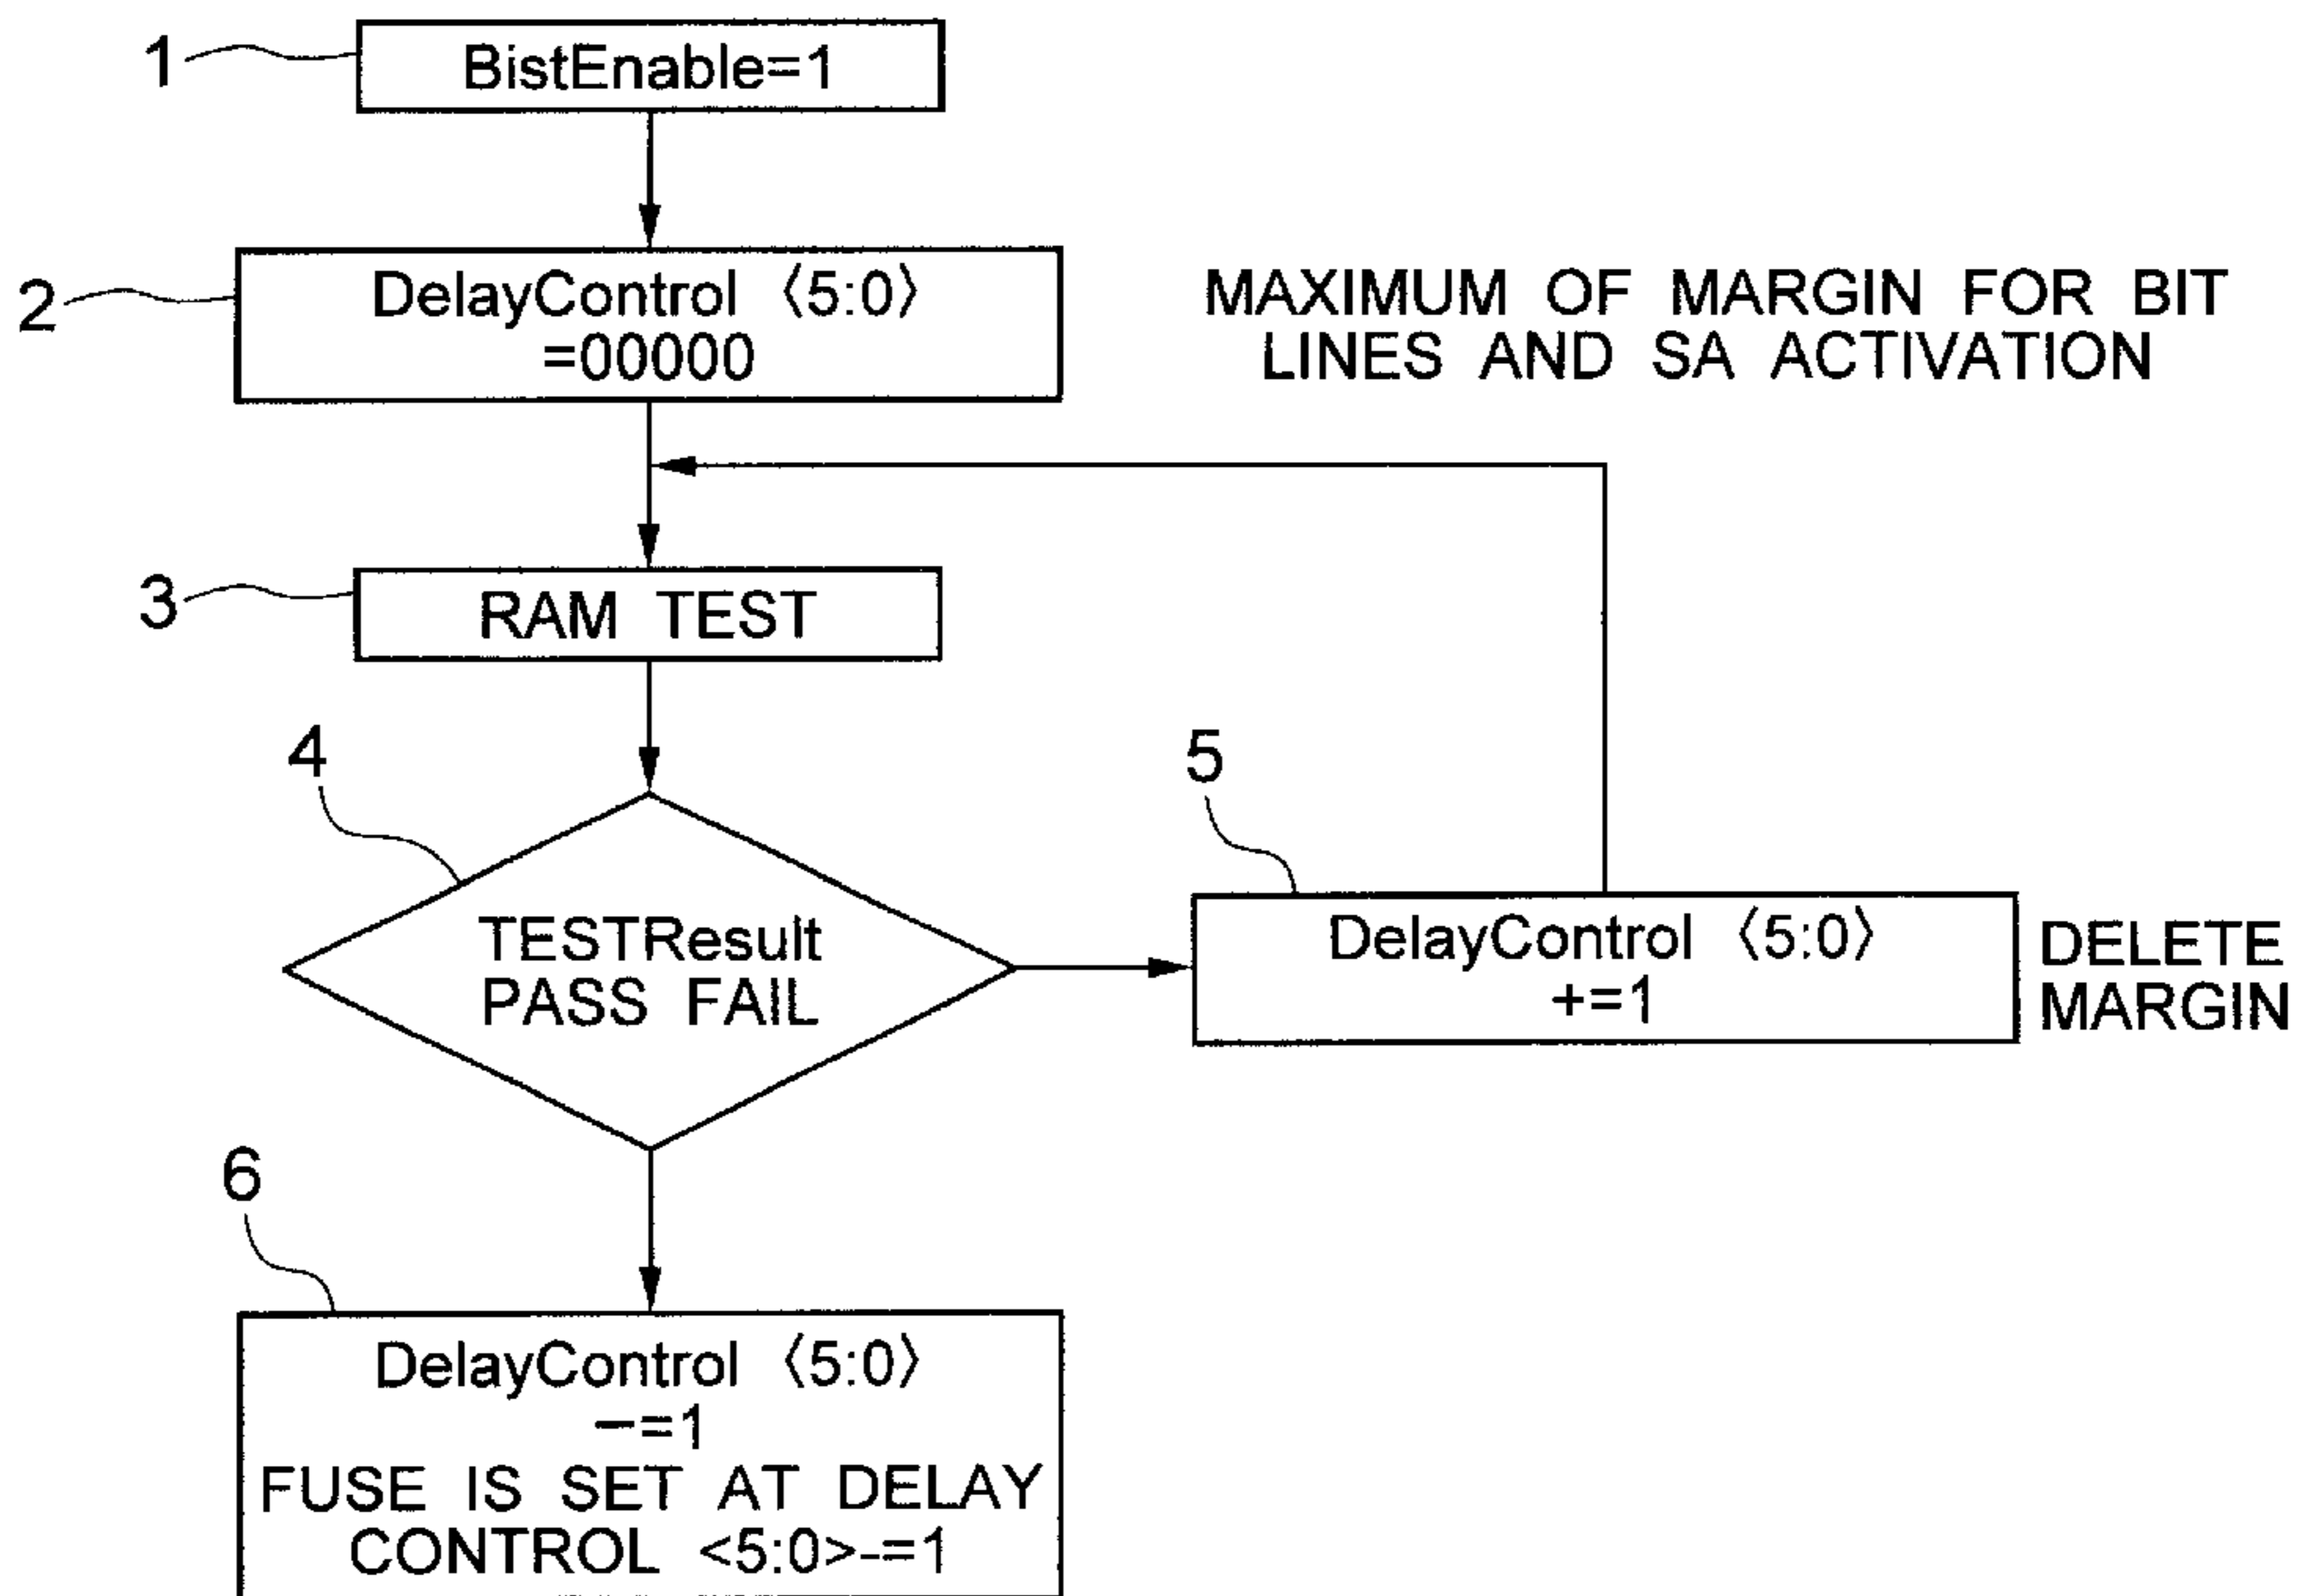 1
BistEnable=1
2
DelayControl 〈5:0〉
=00000
MAXIMUM OF MARGIN FOR BIT
LINES AND SA ACTIVATION
3
RAM TEST
4
TESTResult
PASS FAIL
5
DelayControl 〈5:0〉
+=1
DELETE
MARGIN
6
DelayControl 〈5:0〉
−=1
FUSE IS SET AT DELAY
CONTROL <5:0>-=1